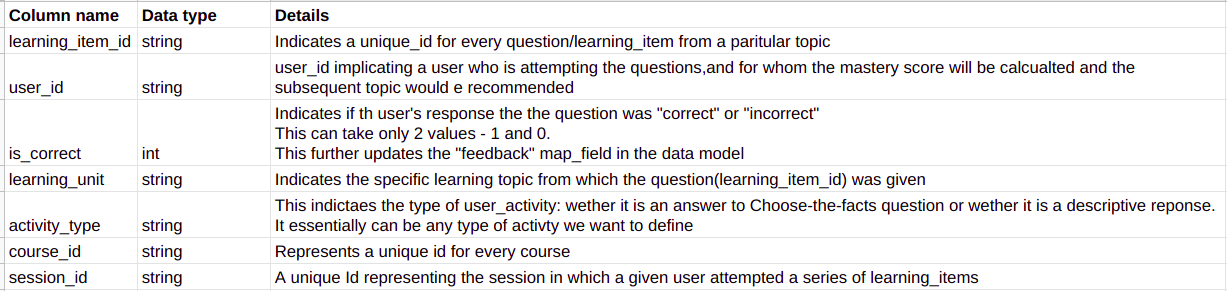 Column name Data type Details
learning_item_id string Indicates a unique_id for every question/learning_item from a paritular topic
user_id implicating a user who is attempting the questions,and for whom the mastery score will be calcualted and the
user_id string subsequent topic would e recommended
Indicates if th user's response the the question was "correct" or "incorrect"
This can take only 2 values - 1 and 0.
is_correct int This further updates the "feedback" map_field in the data model
learning_unit string Indicates the specific learning topic from which the question(learning_item_id) was given
This indictaes the type of user_activity: wether it is an answer to Choose-the-facts question or wether it is a descriptive reponse.
activity_type string It essentially can be any type of activty we want to define
course_id string Represents a unique id for every course
session_id string A unique Id representing the session in which a given user attempted a series of learning_items